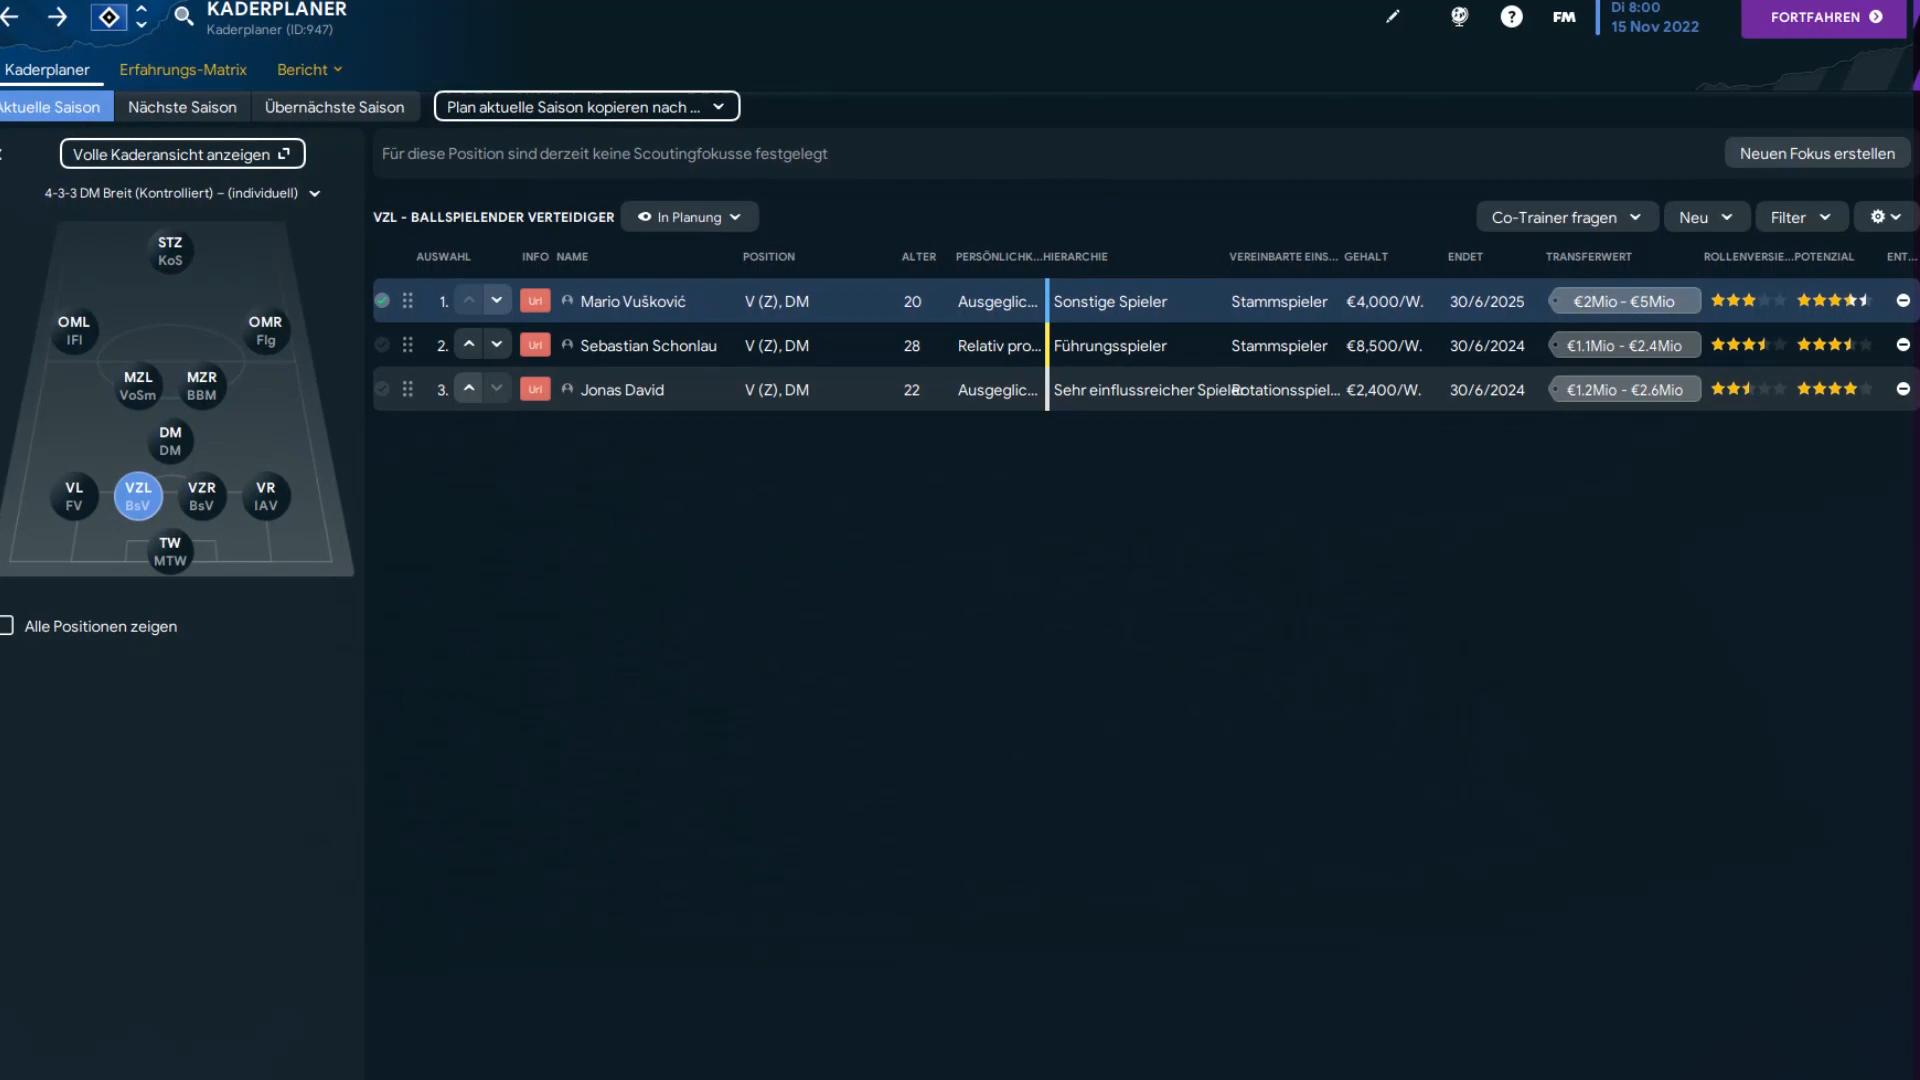 KADERPLANER
Kaderplaner (ID:947)
FM
Di 8:00
15 Nov 2022
FORTFAHREN
Kaderplaner
Erfahrungs-Matrix
Bericht
Aktuelle Saison
Nächste Saison
Übernächste Saison
Plan aktuelle Saison kopieren nach ...
Volle Kaderansicht anzeigen
Für diese Position sind derzeit keine Scoutingfokusse festgelegt
Neuen Fokus erstellen
4-3-3 DM Breit (Kontrolliert) – (individuell)
VZL - BALLSPIELENDER VERTEIDIGER
In Planung
Co-Trainer fragen
Neu
Filter
AUSWAHL INFO NAME POSITION ALTER PERSÖNLICHK... HIERARCHIE VEREINBARTE EINS... GEHALT ENDET TRANSFERWERT ROLLENVERSIE... POTENZIAL ENT...
1. Url Mario Vušković V (Z), DM 20 Ausgeglic... Sonstige Spieler Stammspieler €4,000/W. 30/6/2025 €2Mio - €5Mio
2. Url Sebastian Schonlau V (Z), DM 28 Relativ pro... Führungsspieler Stammspieler €8,500/W. 30/6/2024 €1.1Mio - €2.4Mio
3. Url Jonas David V (Z), DM 22 Ausgeglic... Sehr einflussreicher Spieler Rotationsspiel... €2,400/W. 30/6/2024 €1.2Mio - €2.6Mio
STZ
KoS
OML
IFl
OMR
Flg
MZL
VoSm
MZR
BBM
DM
DM
VL
FV
VZL
BsV
VZR
BsV
VR
IAV
TW
MTW
Alle Positionen zeigen